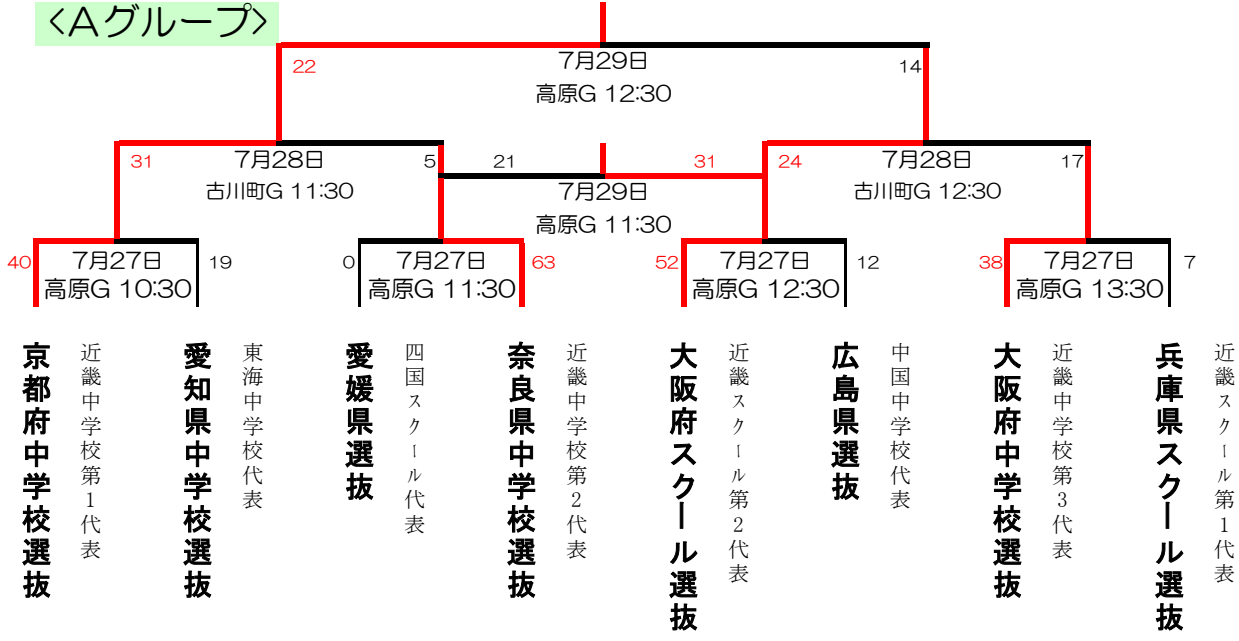 <Aグループ>
22
7月29日
14
高原G 12:30
31
7月28日
5
21
31
24
7月28日
17
古川町G 11:30
7月29日
古川町G 12:30
高原G 11:30
40
7月27日
19
0
7月27日
63
52
7月27日
12
38
7月27日
7
高原G 10:30
高原G 11:30
高原G 12:30
高原G 13:30
京都府中学校選抜
近畿中学校第1代表
愛知県中学校選抜
東海中学校代表
愛媛県選抜
四国スクール代表
奈良県中学校選抜
近畿中学校第2代表
大阪府スクール選抜
近畿スクール第2代表
広島県選抜
中国中学校代表
大阪府中学校選抜
近畿中学校第3代表
兵庫県スクール選抜
近畿スクール第1代表